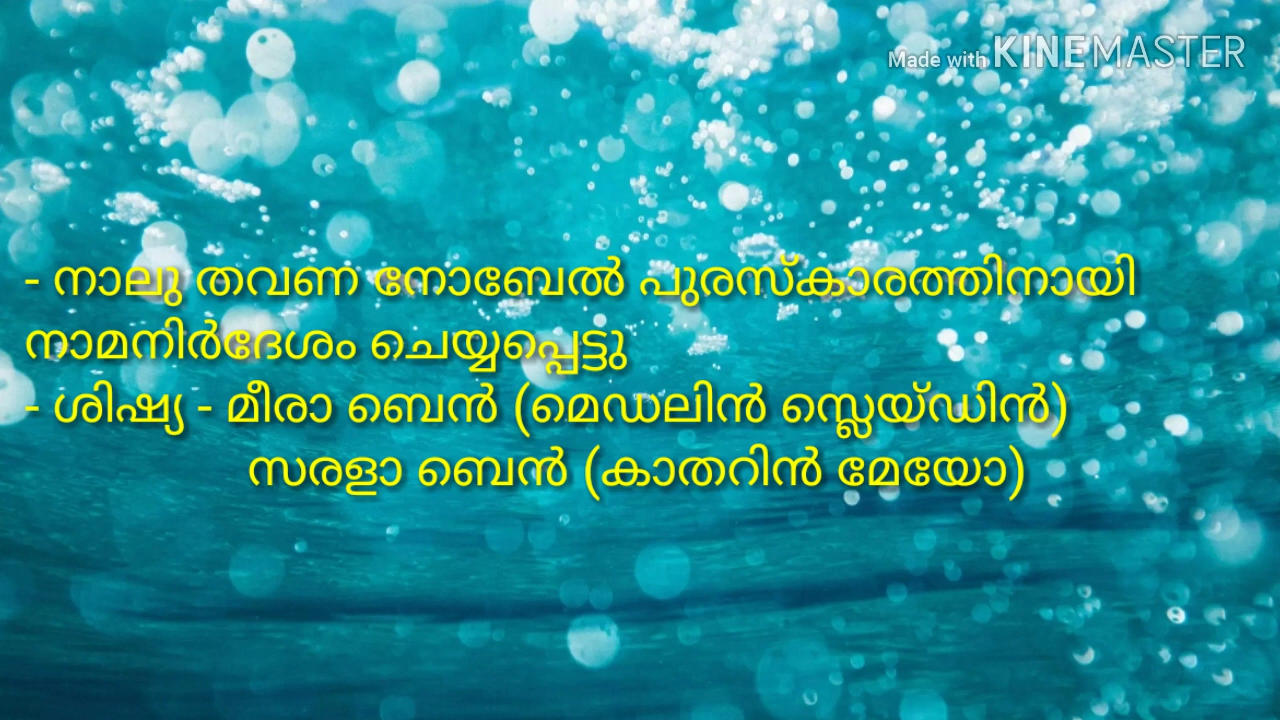 Made with KINEMASTER
- നാലു തവണ നോബേൽ പുരസ്കാരത്തിനായി
നാമനിർദേശം ചെയ്യപ്പെട്ടു
- ശിഷ്യ - മീരാ ബെൻ (മെഡലിൻ സ്ലെയ്ഡിൻ)
സരളാ ബെൻ (കാതറിൻ മേയോ)